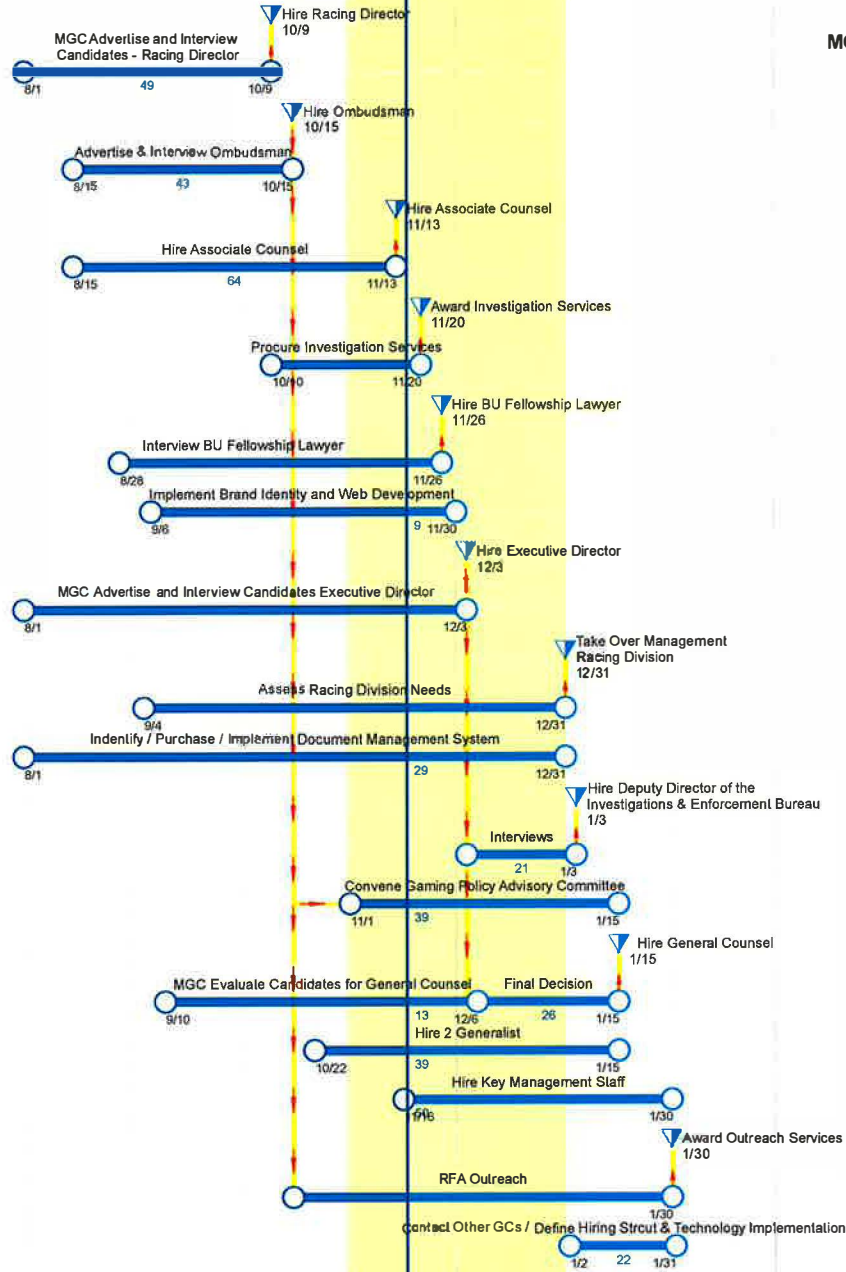 Hire Racing Director
10/9
MGC Advertise and Interview
Candidates - Racing Director
8/1
49
10/9
Hire Ombudsman
10/15
Advertise & Interview Ombudsman
8/15
43
10/15
Hire Associate Counsel
11/13
Hire Associate Counsel
8/15
64
11/13
Award Investigation Services
11/20
Procure Investigation Services
10/10
11/20
Hire BU Fellowship Lawyer
11/26
Interview BU Fellowship Lawyer
8/28
11/26
Implement Brand Identity and Web Development
9/6
9
11/30
Hire Executive Director
12/3
MGC Advertise and Interview Candidates Executive Director
8/1
12/3
Take Over Management
Racing Division
12/31
Assess Racing Division Needs
9/4
12/31
Indentify / Purchase / Implement Document Management System
8/1
29
12/31
Hire Deputy Director of the
Investigations & Enforcement Bureau
1/3
Interviews
21
1/3
Convene Gaming Policy Advisory Committee
11/1
39
1/15
Hire General Counsel
1/15
MGC Evaluate Candidates for General Counsel
Final Decision
9/10
13
12/6
26
1/15
Hire 2 Generalist
10/22
39
1/15
Hire Key Management Staff
1/30
Award Outreach Services
1/30
RFA Outreach
1/30
Contact Other GCs / Define Hiring Strcut & Technology Implementation
1/2
22
1/31